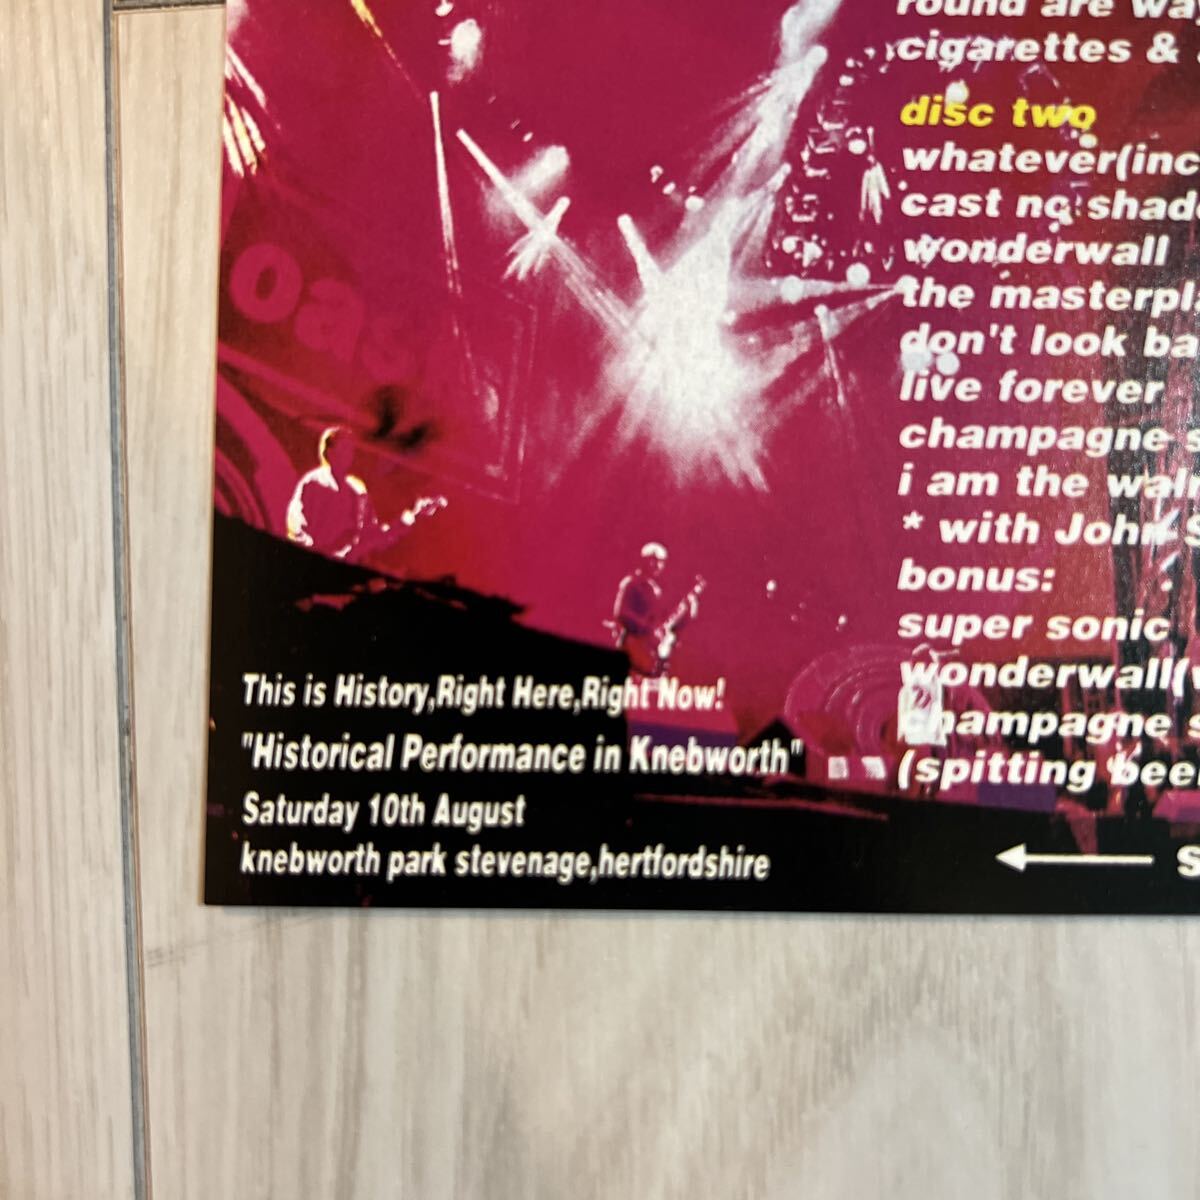 round are
cigarettes &
disc two
whatever(inc
cast no shad
wonderwall
the masterpl
don't look ba
live forever
champagne s
i am the wal
* with John S
bonus:
super sonic
wonderwall(
champagne s
(spitting bee
oasis
This is History,Right Here,Right Now!
"Historical Performance in Knebworth"
Saturday 10th August
knebworth park stevenage,hertfordshire
S